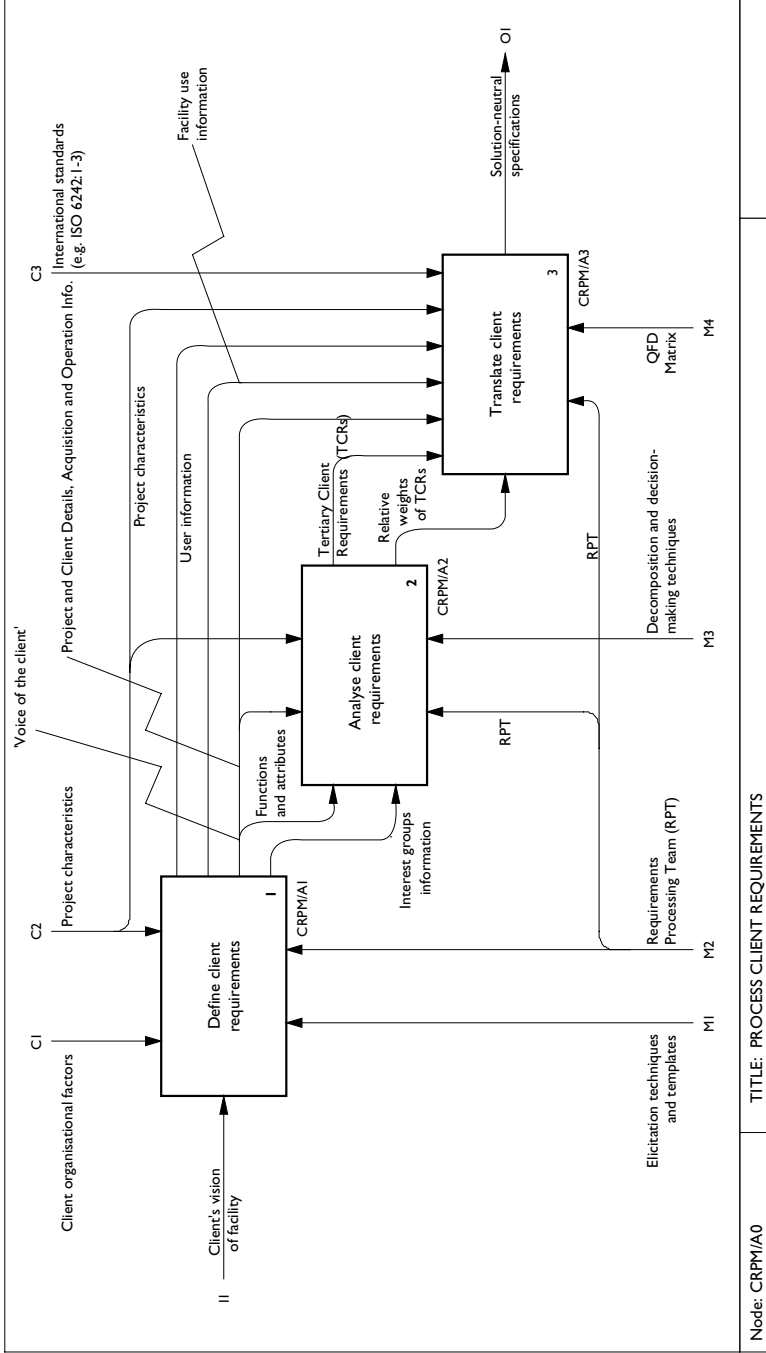 C1
C2
C3
Client organisational factors
Project characteristics
'Voice of the client'
Project and Client Details, Acquisition and Operation Info.
International standards
(e.g. ISO 6242:1-3)
Project characteristics
User information
Facility use
information
I1
Client's vision
of facility
Define client
requirements
1
CRPM/A1
Functions
and attributes
Interest groups
information
Analyse client
requirements
2
CRPM/A2
Tertiary Client
Requirements (TCRs)
Relative
weights
of TCRs
Translate client
requirements
3
CRPM/A3
Solution-neutral
specifications
O1
RPT
RPT
QFD
Matrix
Elicitation techniques
and templates
Requirements
Processing Team (RPT)
Decomposition and decision-
making techniques
M1
M2
M3
M4
Node: CRPM/A0
TITLE: PROCESS CLIENT REQUIREMENTS